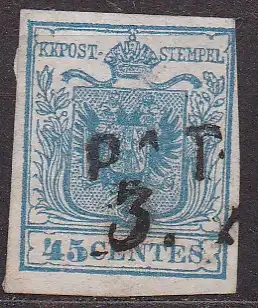 KKPOST-STEMPEL
P T
3.
45 CENTES.